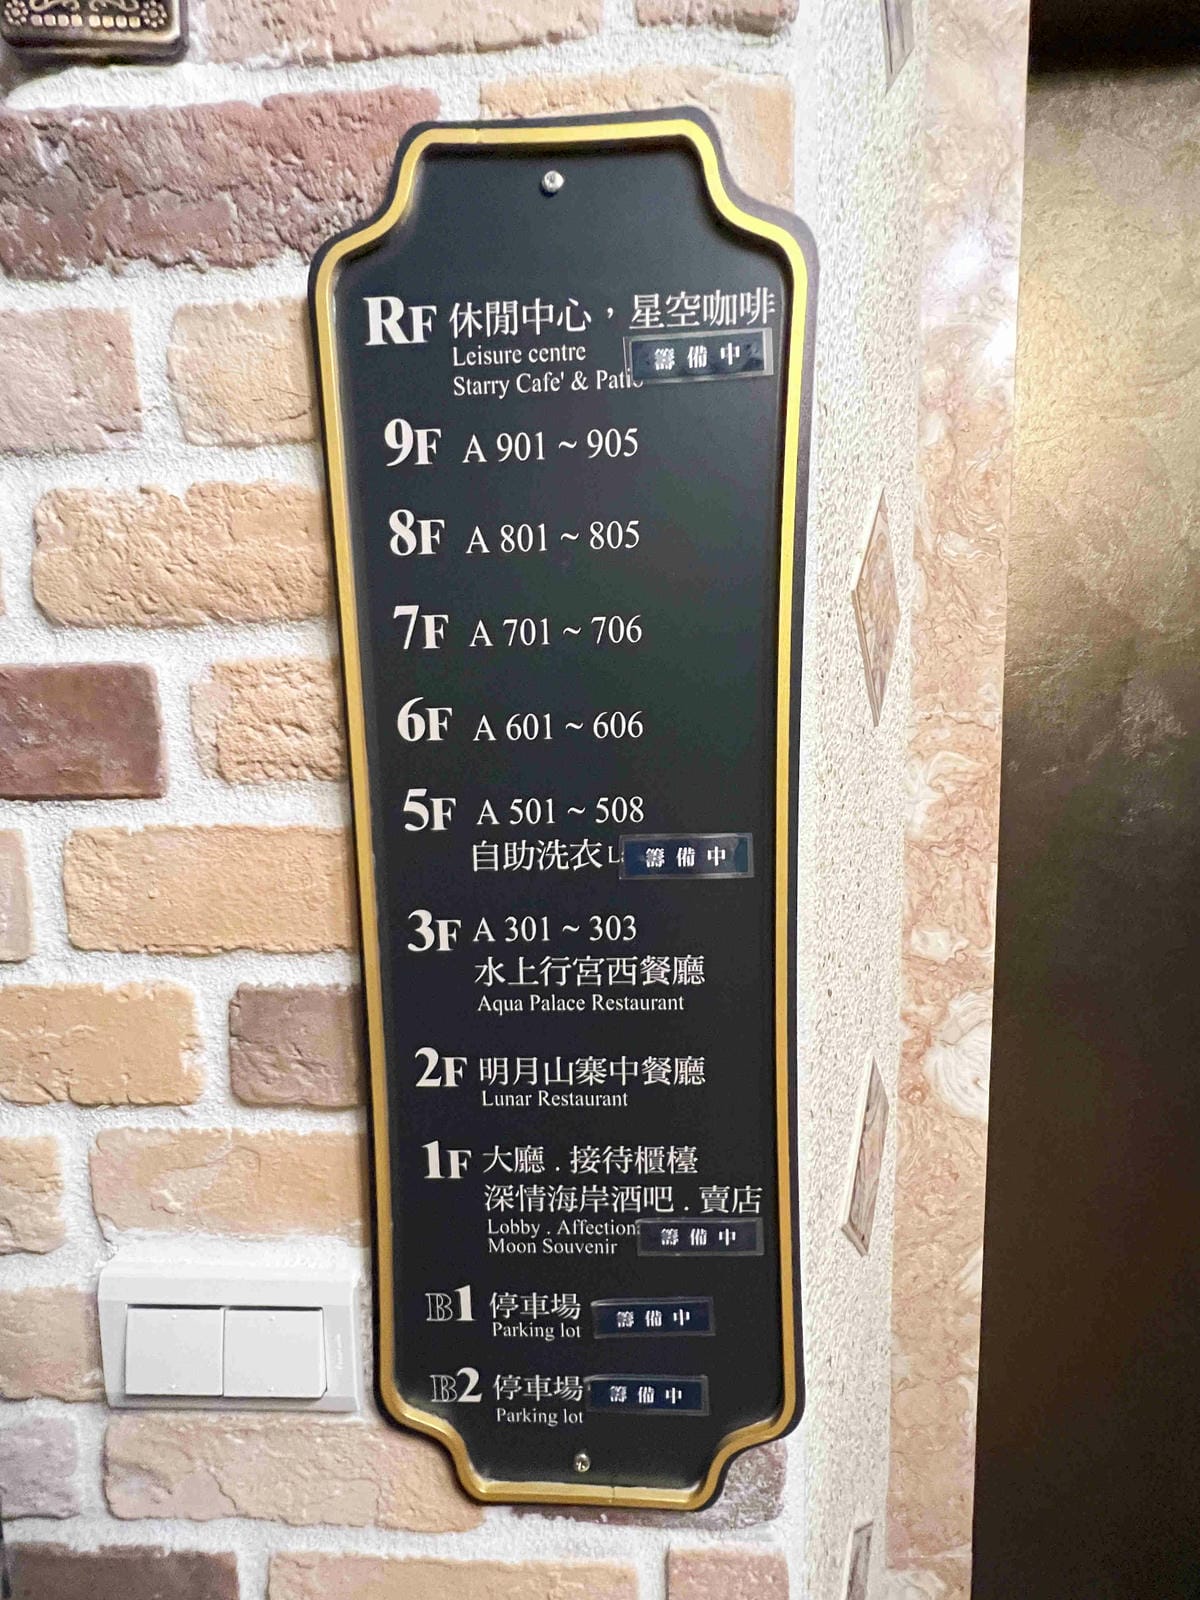 RF 休閒中心，星空咖啡
Leisure centre
籌備中
Starry Cafe' & Patio
9F A 901 ~ 905
8F A 801 ~ 805
7F A 701 ~ 706
6F A 601 ~ 606
5F A 501 ~ 508
自助洗衣 籌備中
3F A 301 ~ 303
水上行宮西餐廳
Aqua Palace Restaurant
2F 明月山寨中餐廳
Lunar Restaurant
1F 大廳 . 接待櫃檯
深情海岸酒吧 . 賣店
Lobby . Affection 籌備中
Moon Souvenir
B1 停車場 籌備中
Parking lot
B2 停車場 籌備中
Parking lot